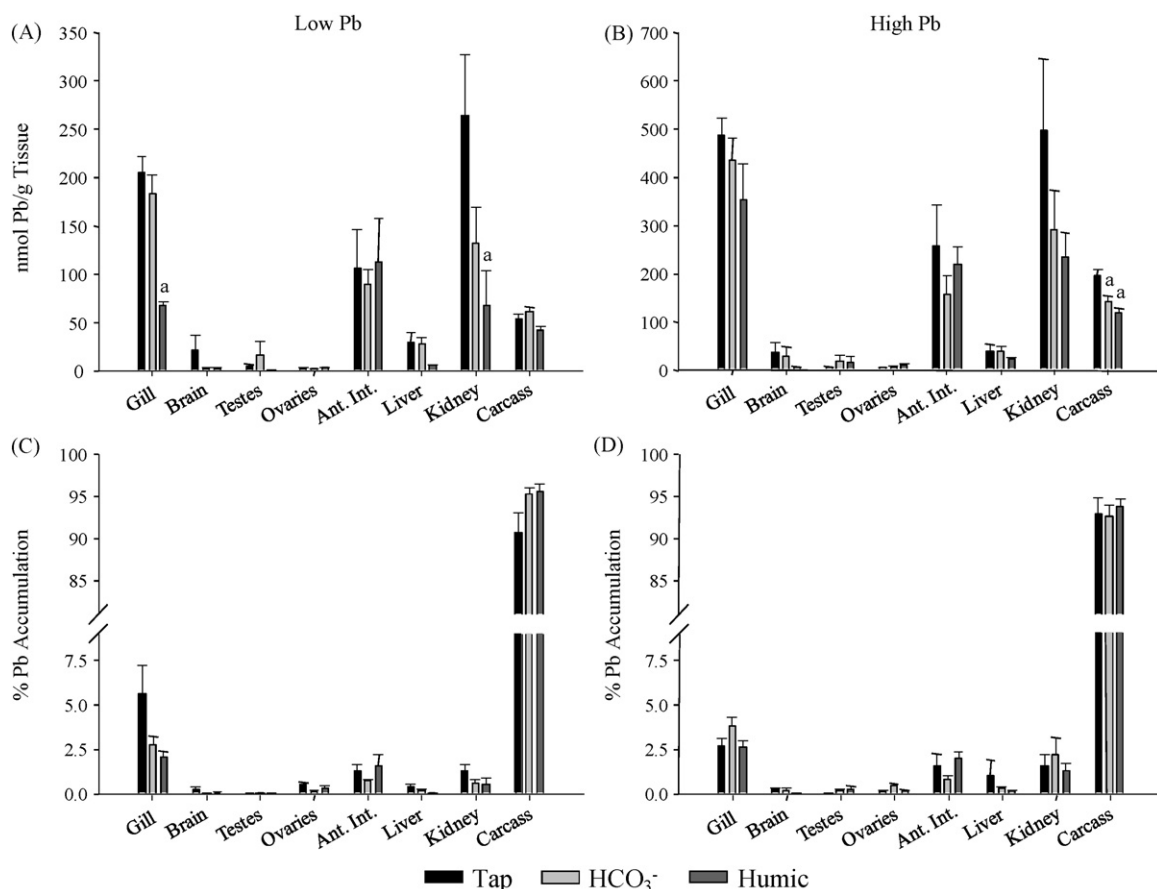 (A) Low Pb
(B) High Pb
nmol Pb/g Tissue
350
300
250
200
150
100
50
0
a
a
Gill Brain Testes Ovaries Ant. Int. Liver Kidney Carcass
700
600
500
400
300
200
100
0
a
a
Gill Brain Testes Ovaries Ant. Int. Liver Kidney Carcass
(C)
% Pb Accumulation
100
95
90
85
7.5
5.0
2.5
0.0
Gill Brain Testes Ovaries Ant. Int. Liver Kidney Carcass
(D)
% Pb Accumulation
100
95
90
85
7.5
5.0
2.5
0.0
Gill Brain Testes Ovaries Ant. Int. Liver Kidney Carcass
Tap HCO₃⁻ Humic